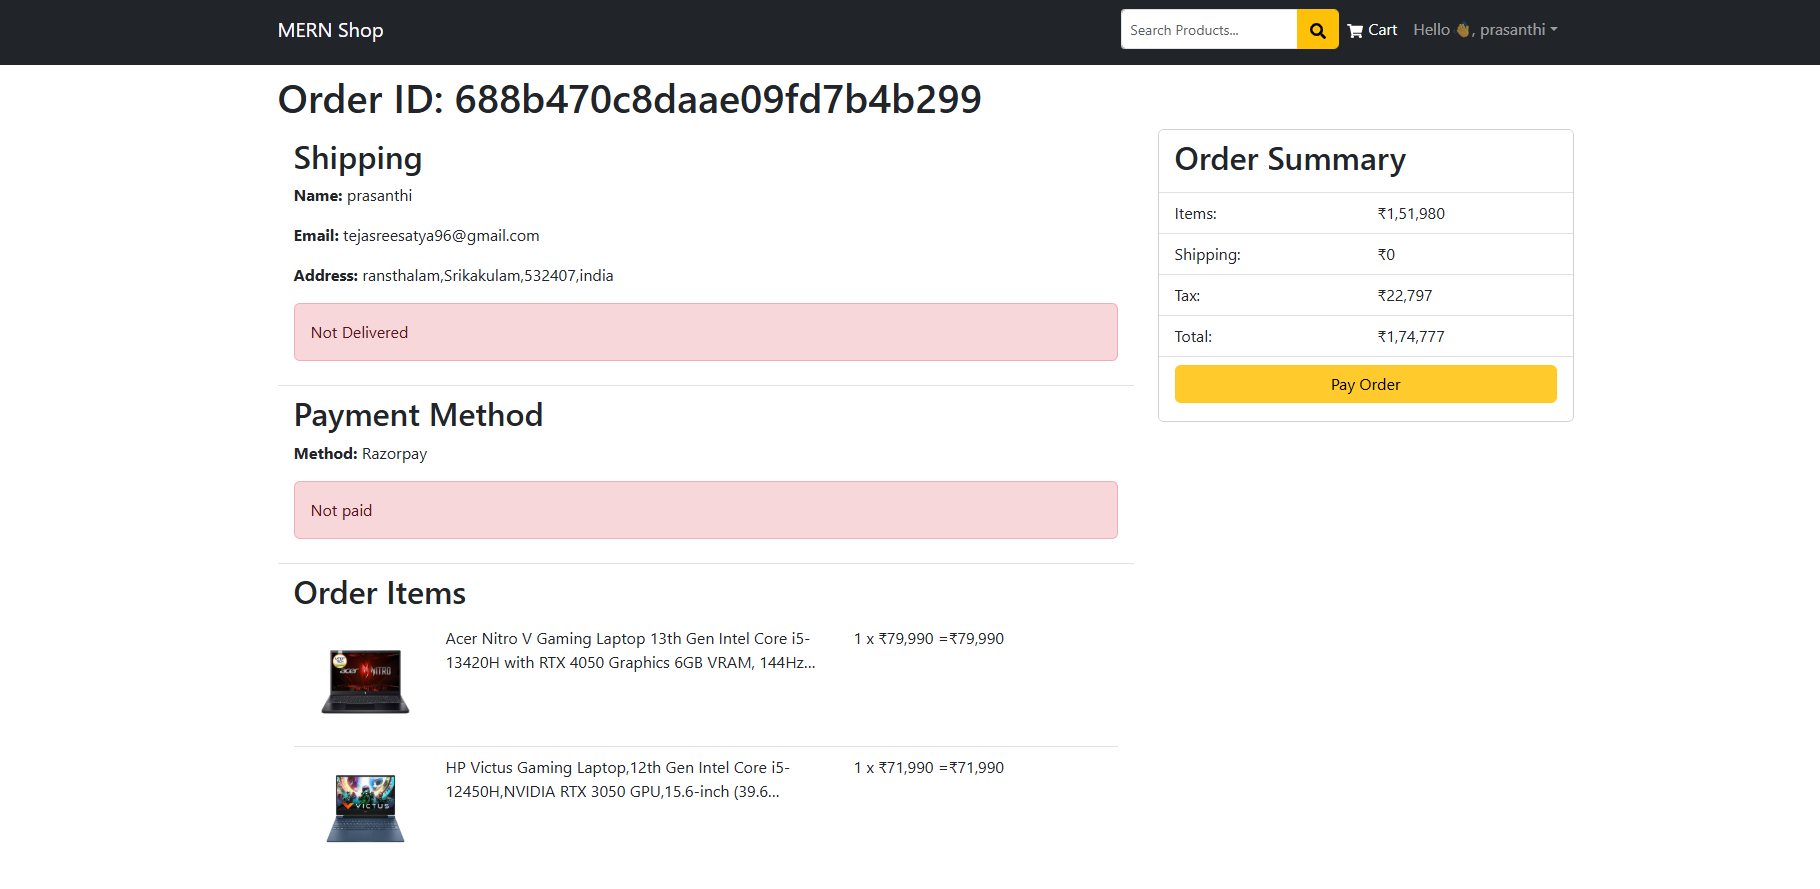 MERN Shop
Search Products...
Cart
Hello 👋, prasanthi
Order ID: 688b470c8daae09fd7b4b299
Shipping
Name: prasanthi
Email: tejasreesatya96@gmail.com
Address: ransthalam,Srikakulam,532407,india
Not Delivered
Payment Method
Method: Razorpay
Not paid
Order Items
Acer Nitro V Gaming Laptop 13th Gen Intel Core i5-
13420H with RTX 4050 Graphics 6GB VRAM, 144Hz...
1 x ₹79,990 =₹79,990
acer NITRO
HP Victus Gaming Laptop,12th Gen Intel Core i5-
12450H,NVIDIA RTX 3050 GPU,15.6-inch (39.6...
1 x ₹71,990 =₹71,990
VICTUS
Order Summary
Items: ₹1,51,980
Shipping: ₹0
Tax: ₹22,797
Total: ₹1,74,777
Pay Order